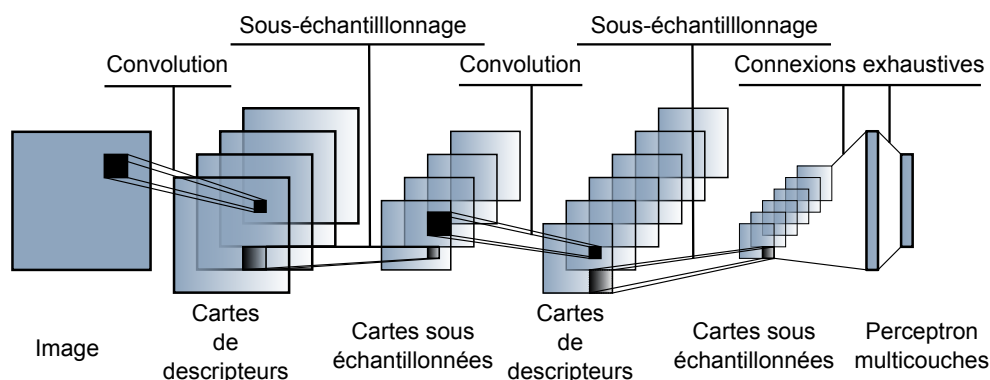 Sous-échantilllonnage
Sous-échantilllonnage
Convolution
Convolution
Connexions exhaustives
Image
Cartes
de
descripteurs
Cartes sous
échantillonnées
Cartes
de
descripteurs
Cartes sous
échantillonnées
Perceptron
multicouches